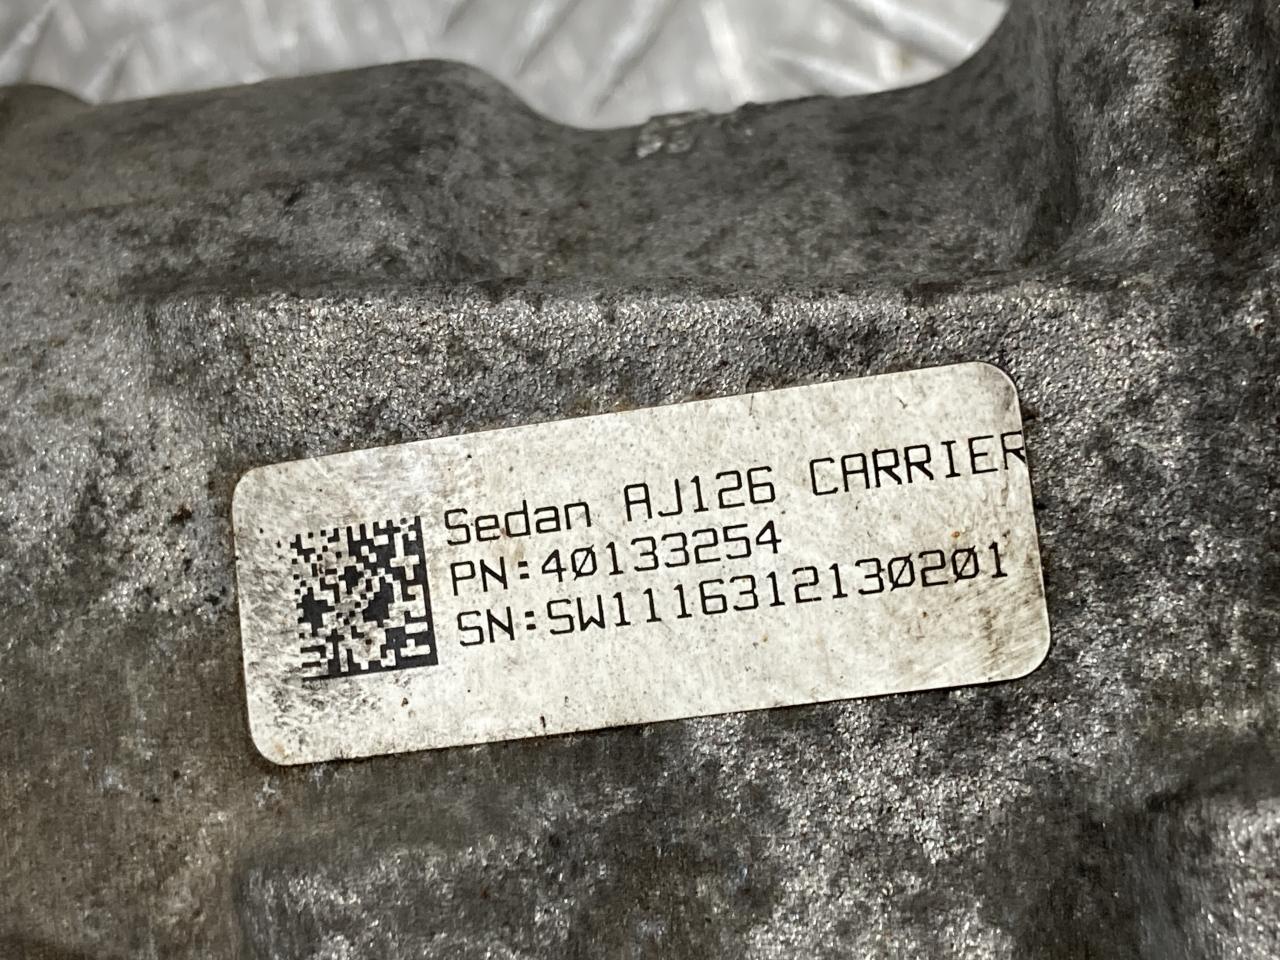 Sedan AJ126 CARRIER
PN:40133254
SN:SW1116312130201